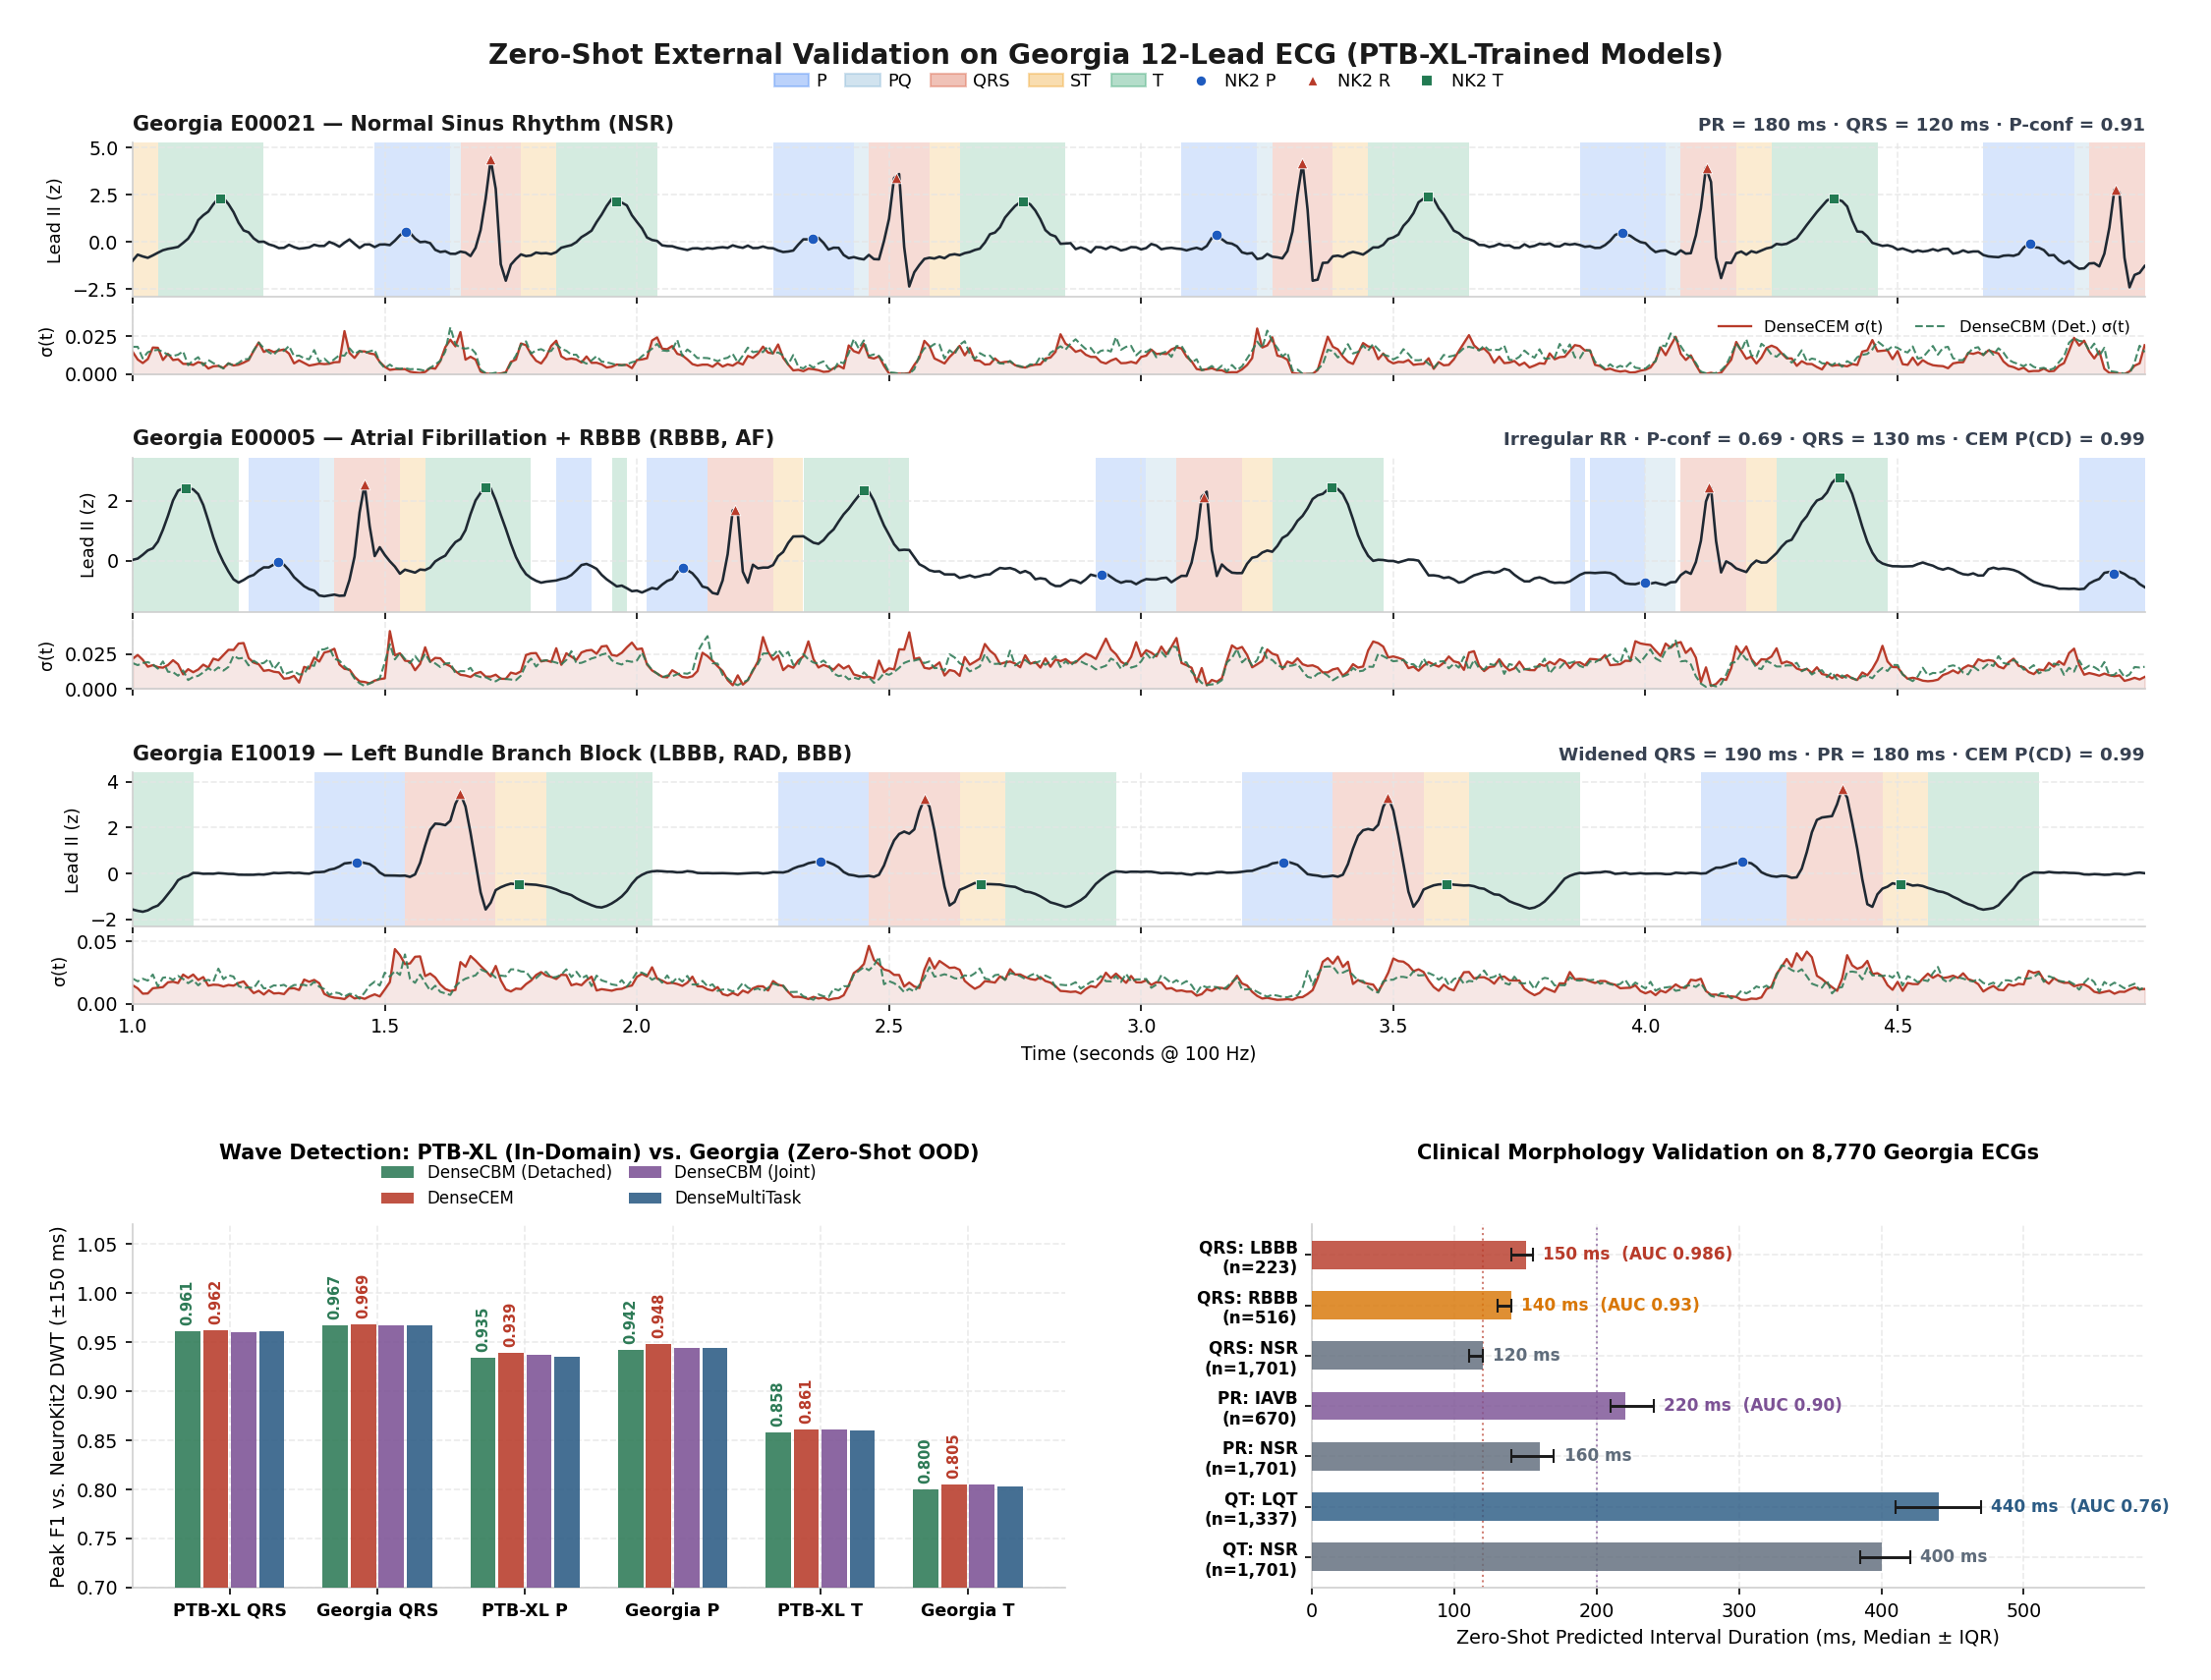 Zero-Shot External Validation on Georgia 12-Lead ECG (PTB-XL-Trained Models)
P PQ QRS ST T NK2 P NK2 R NK2 T
Georgia E00021 — Normal Sinus Rhythm (NSR)
PR = 180 ms · QRS = 120 ms · P-conf = 0.91
Lead II (z)
5.0
2.5
0.0
−2.5
σ(t)
0.025
0.000
DenseCEM σ(t) DenseCBM (Det.) σ(t)
Georgia E00005 — Atrial Fibrillation + RBBB (RBBB, AF)
Irregular RR · P-conf = 0.69 · QRS = 130 ms · CEM P(CD) = 0.99
Lead II (z)
2
0
σ(t)
0.025
0.000
Georgia E10019 — Left Bundle Branch Block (LBBB, RAD, BBB)
Widened QRS = 190 ms · PR = 180 ms · CEM P(CD) = 0.99
Lead II (z)
4
2
0
−2
σ(t)
0.05
0.00
1.0 1.5 2.0 2.5 3.0 3.5 4.0 4.5
Time (seconds @ 100 Hz)
Wave Detection: PTB-XL (In-Domain) vs. Georgia (Zero-Shot OOD)
DenseCBM (Detached) DenseCBM (Joint)
DenseCEM DenseMultiTask
Peak F1 vs. NeuroKit2 DWT (±150 ms)
1.05
1.00
0.95
0.90
0.85
0.80
0.75
0.70
0.961 0.962 0.967 0.969 0.935 0.939 0.942 0.948 0.858 0.861 0.800 0.805
PTB-XL QRS Georgia QRS PTB-XL P Georgia P PTB-XL T Georgia T
Clinical Morphology Validation on 8,770 Georgia ECGs
QRS: LBBB
(n=223)
150 ms (AUC 0.986)
QRS: RBBB
(n=516)
140 ms (AUC 0.93)
QRS: NSR
(n=1,701)
120 ms
PR: IAVB
(n=670)
220 ms (AUC 0.90)
PR: NSR
(n=1,701)
160 ms
QT: LQT
(n=1,337)
440 ms (AUC 0.76)
QT: NSR
(n=1,701)
400 ms
0 100 200 300 400 500
Zero-Shot Predicted Interval Duration (ms, Median ± IQR)